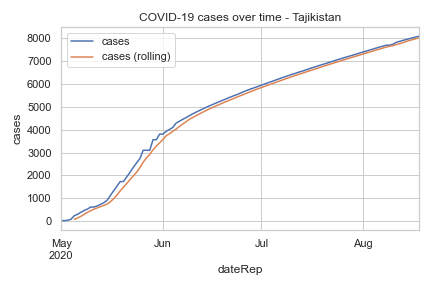 COVID-19 cases over time - Tajikistan
cases
cases (rolling)
8000
7000
6000
5000
4000
3000
2000
1000
0
cases
May Jun Jul Aug
2020
dateRep